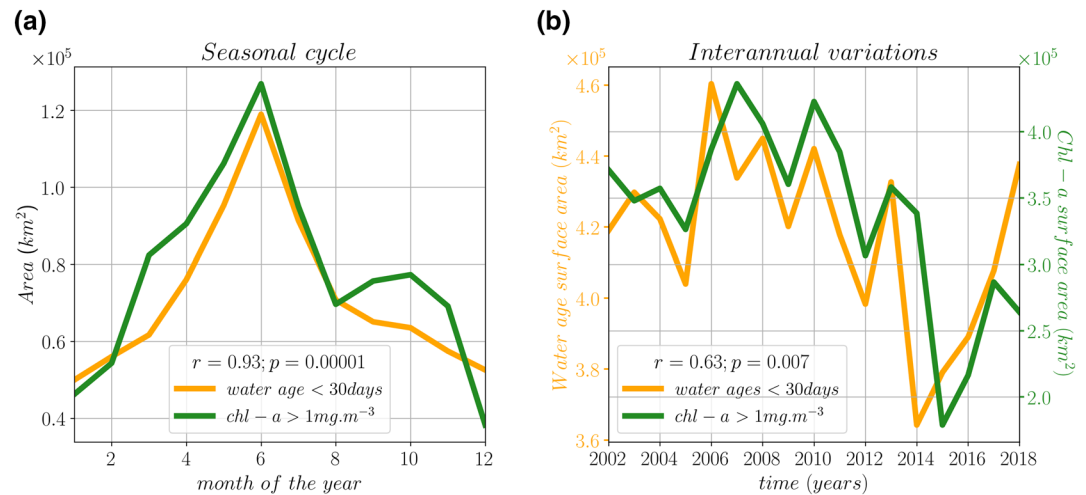 (a)
Seasonal cycle
×10⁵
1.2
1.0
0.8
0.6
0.4
Area (km²)
2 4 6 8 10 12
month of the year
r = 0.93; p = 0.00001
water age < 30days
chl − a > 1mg.m⁻³
(b)
Interannual variations
×10⁵
×10⁵
4.6
4.4
4.2
4.0
3.8
3.6
Water age surface area (km²)
4.0
3.5
3.0
2.5
2.0
Chl − a surface area (km²)
2002 2004 2006 2008 2010 2012 2014 2016 2018
time (years)
r = 0.63; p = 0.007
water ages < 30days
chl − a > 1mg.m⁻³